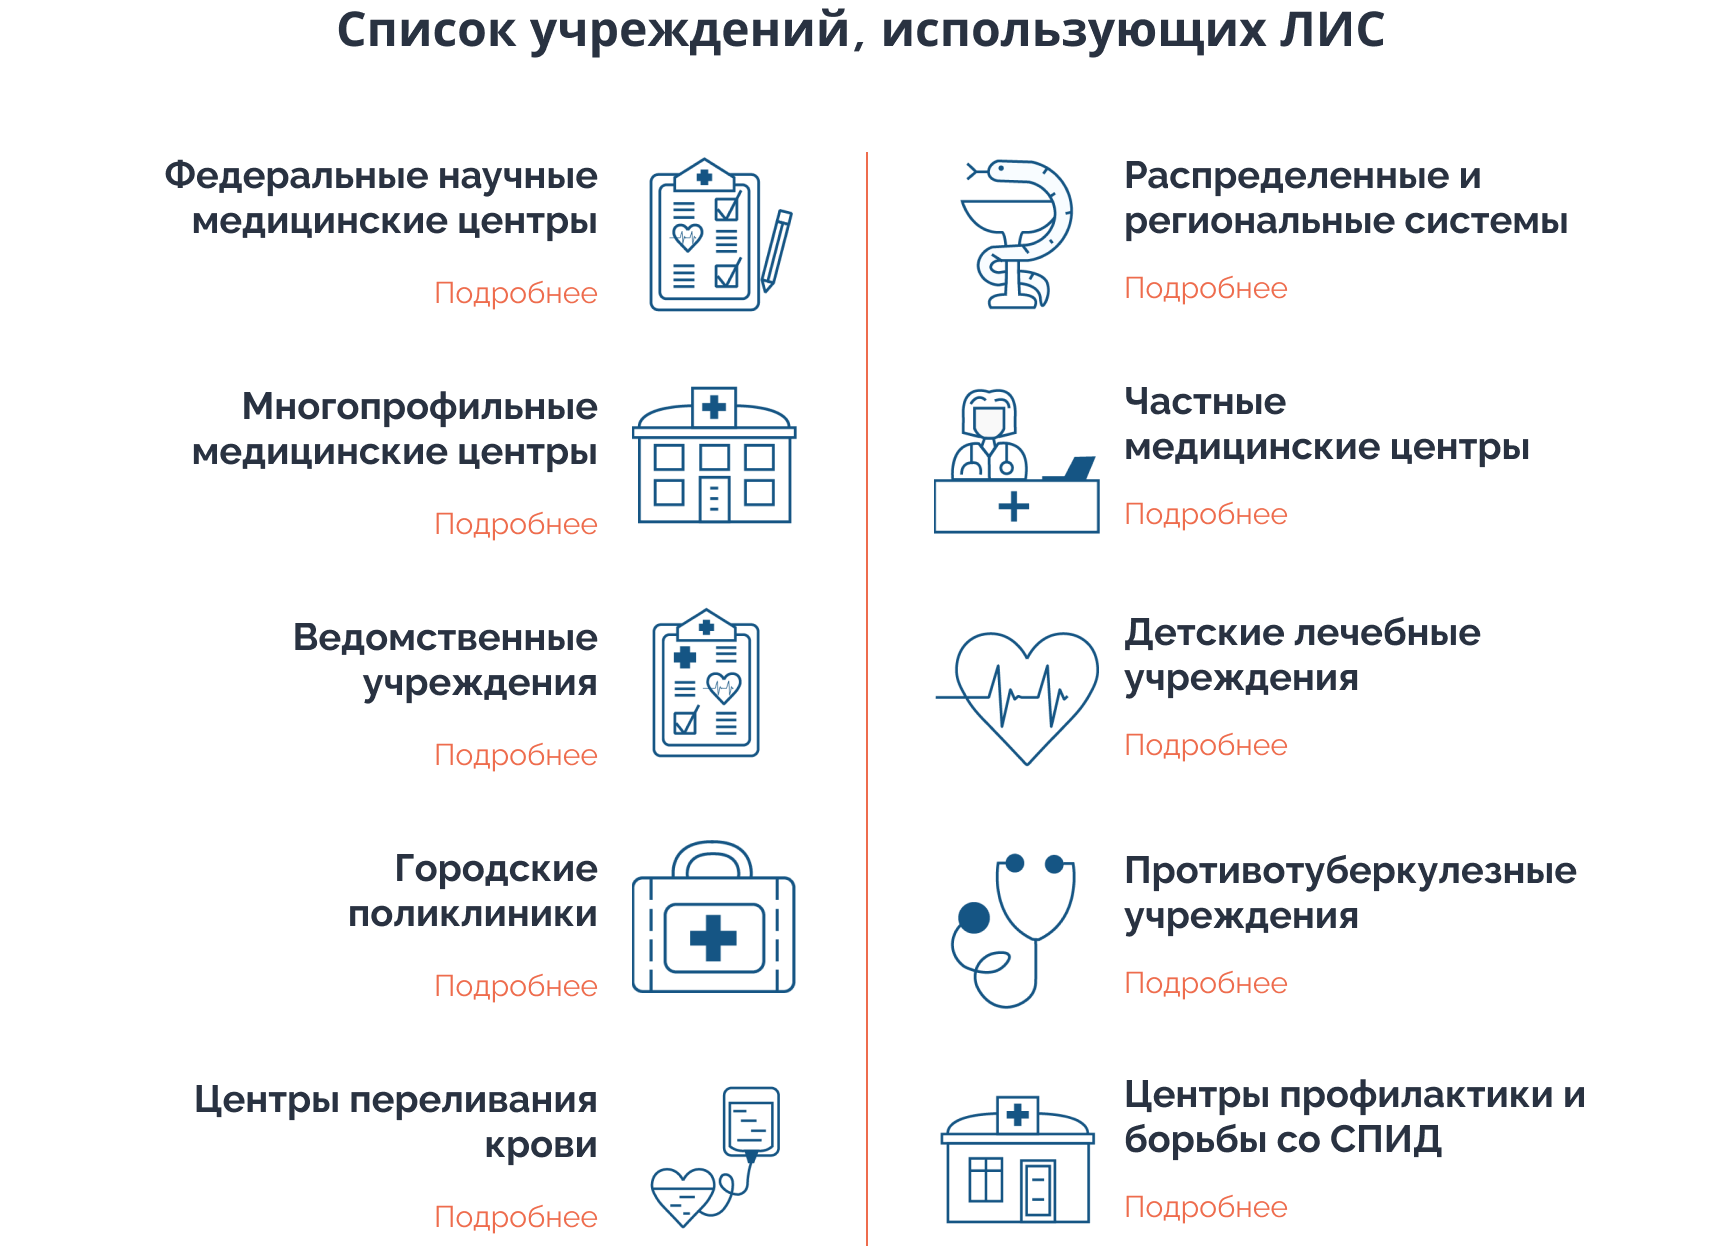 Список учреждений, использующих ЛИС
Федеральные научные
медицинские центры
Подробнее
Многопрофильные
медицинские центры
Подробнее
Ведомственные
учреждения
Подробнее
Городские
поликлиники
Подробнее
Центры переливания
крови
Подробнее
Распределенные и
региональные системы
Подробнее
Частные
медицинские центры
Подробнее
Детские лечебные
учреждения
Подробнее
Противотуберкулезные
учреждения
Подробнее
Центры профилактики и
борьбы со СПИД
Подробнее